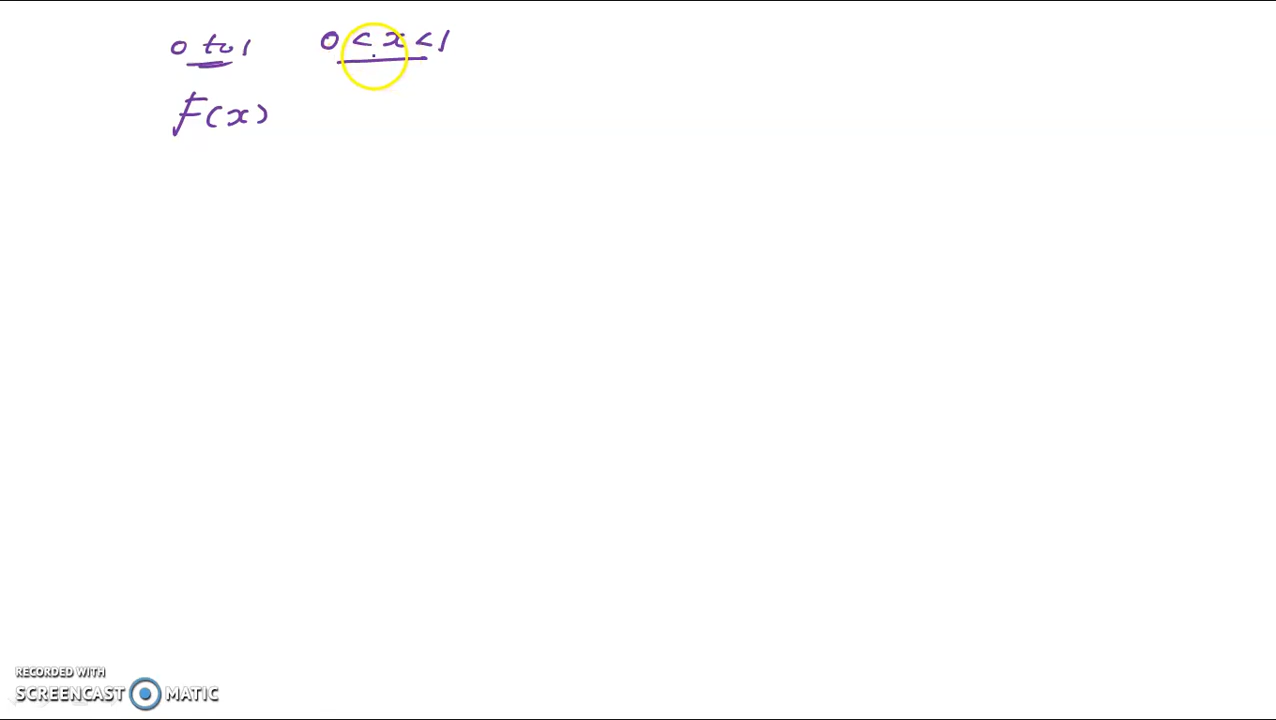 0 to 1 0 < x < 1
F(x)
RECORDED WITH
SCREENCAST MATIC